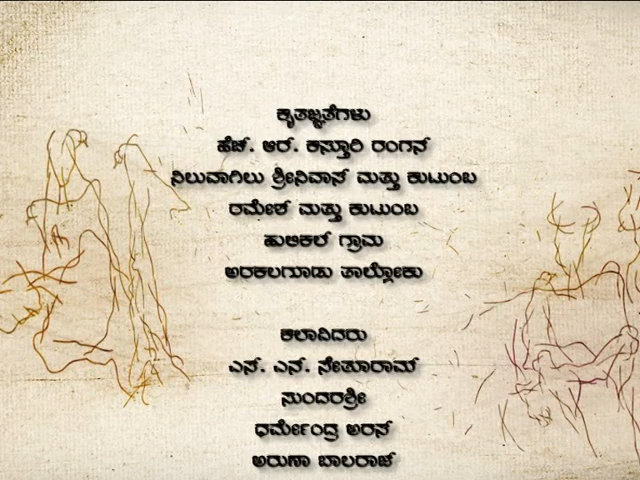 ಕೃತಜ್ಞತೆಗಳು
ಹೆಚ್. ಆರ್. ಕಸ್ತೂರಿ ರಂಗನ್
ನಿಲುವಾಗಿಲು ಶ್ರೀನಿವಾಸ್ ಮತ್ತು ಕುಟುಂಬ
ರಮೇಶ್ ಮತ್ತು ಕುಟುಂಬ
ಹುಲಿಕಲ್ ಗ್ರಾಮ
ಅರಕಲಗೂಡು ತಾಲ್ಲೋಕು
ಕಲಾವಿದರು
ಎಸ್. ಎನ್. ಸೇತೂರಾಮ್
ಸುಂದರಶ್ರೀ
ಧರ್ಮೇಂದ್ರ ಅರಸ್
ಅರುಣಾ ಬಾಲರಾಜ್